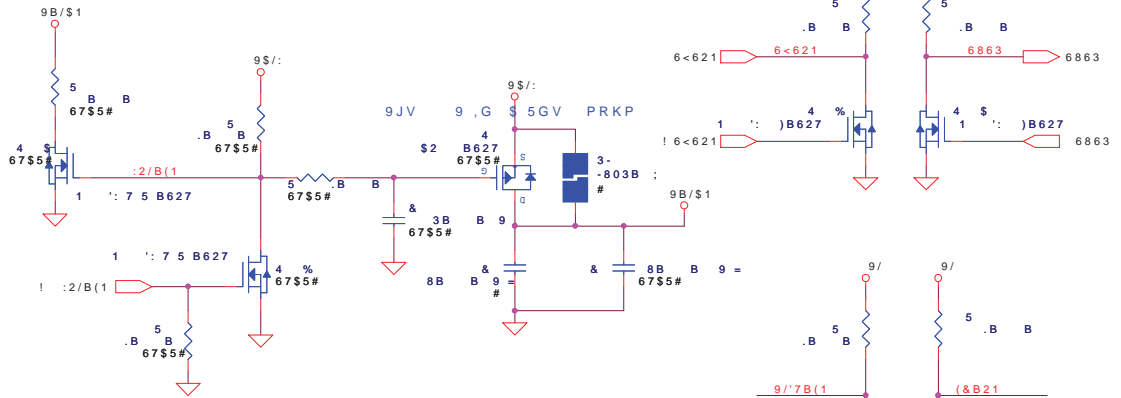 9B/$1
5
B B
67$5#
4 $
67$5#
:2/B(1
1 ': 7 5 B627
9$/:
5
.B B
67$5#
5 .B B
67$5#
1 ': 7 5 B627
! :2/B(1
4 %
67$5#
5
.B B
67$5#
9JV 9 ,G $ 5GV PRKP
9$/:
4
$2 B627
67$5#
S
G
D
3-
-803B ;
#
9B/$1
&
3B B 9
67$5#
&
8B B 9 =
#
& 8B B 9 =
67$5#
5
.B B
5
.B B
6<621
6<621
6863
6863
4 %
1 ': )B627
! 6<621
4 $
1 ': )B627
6863
9/
5
.B B
9/'7B(1
9/
5
.B B
(&B21